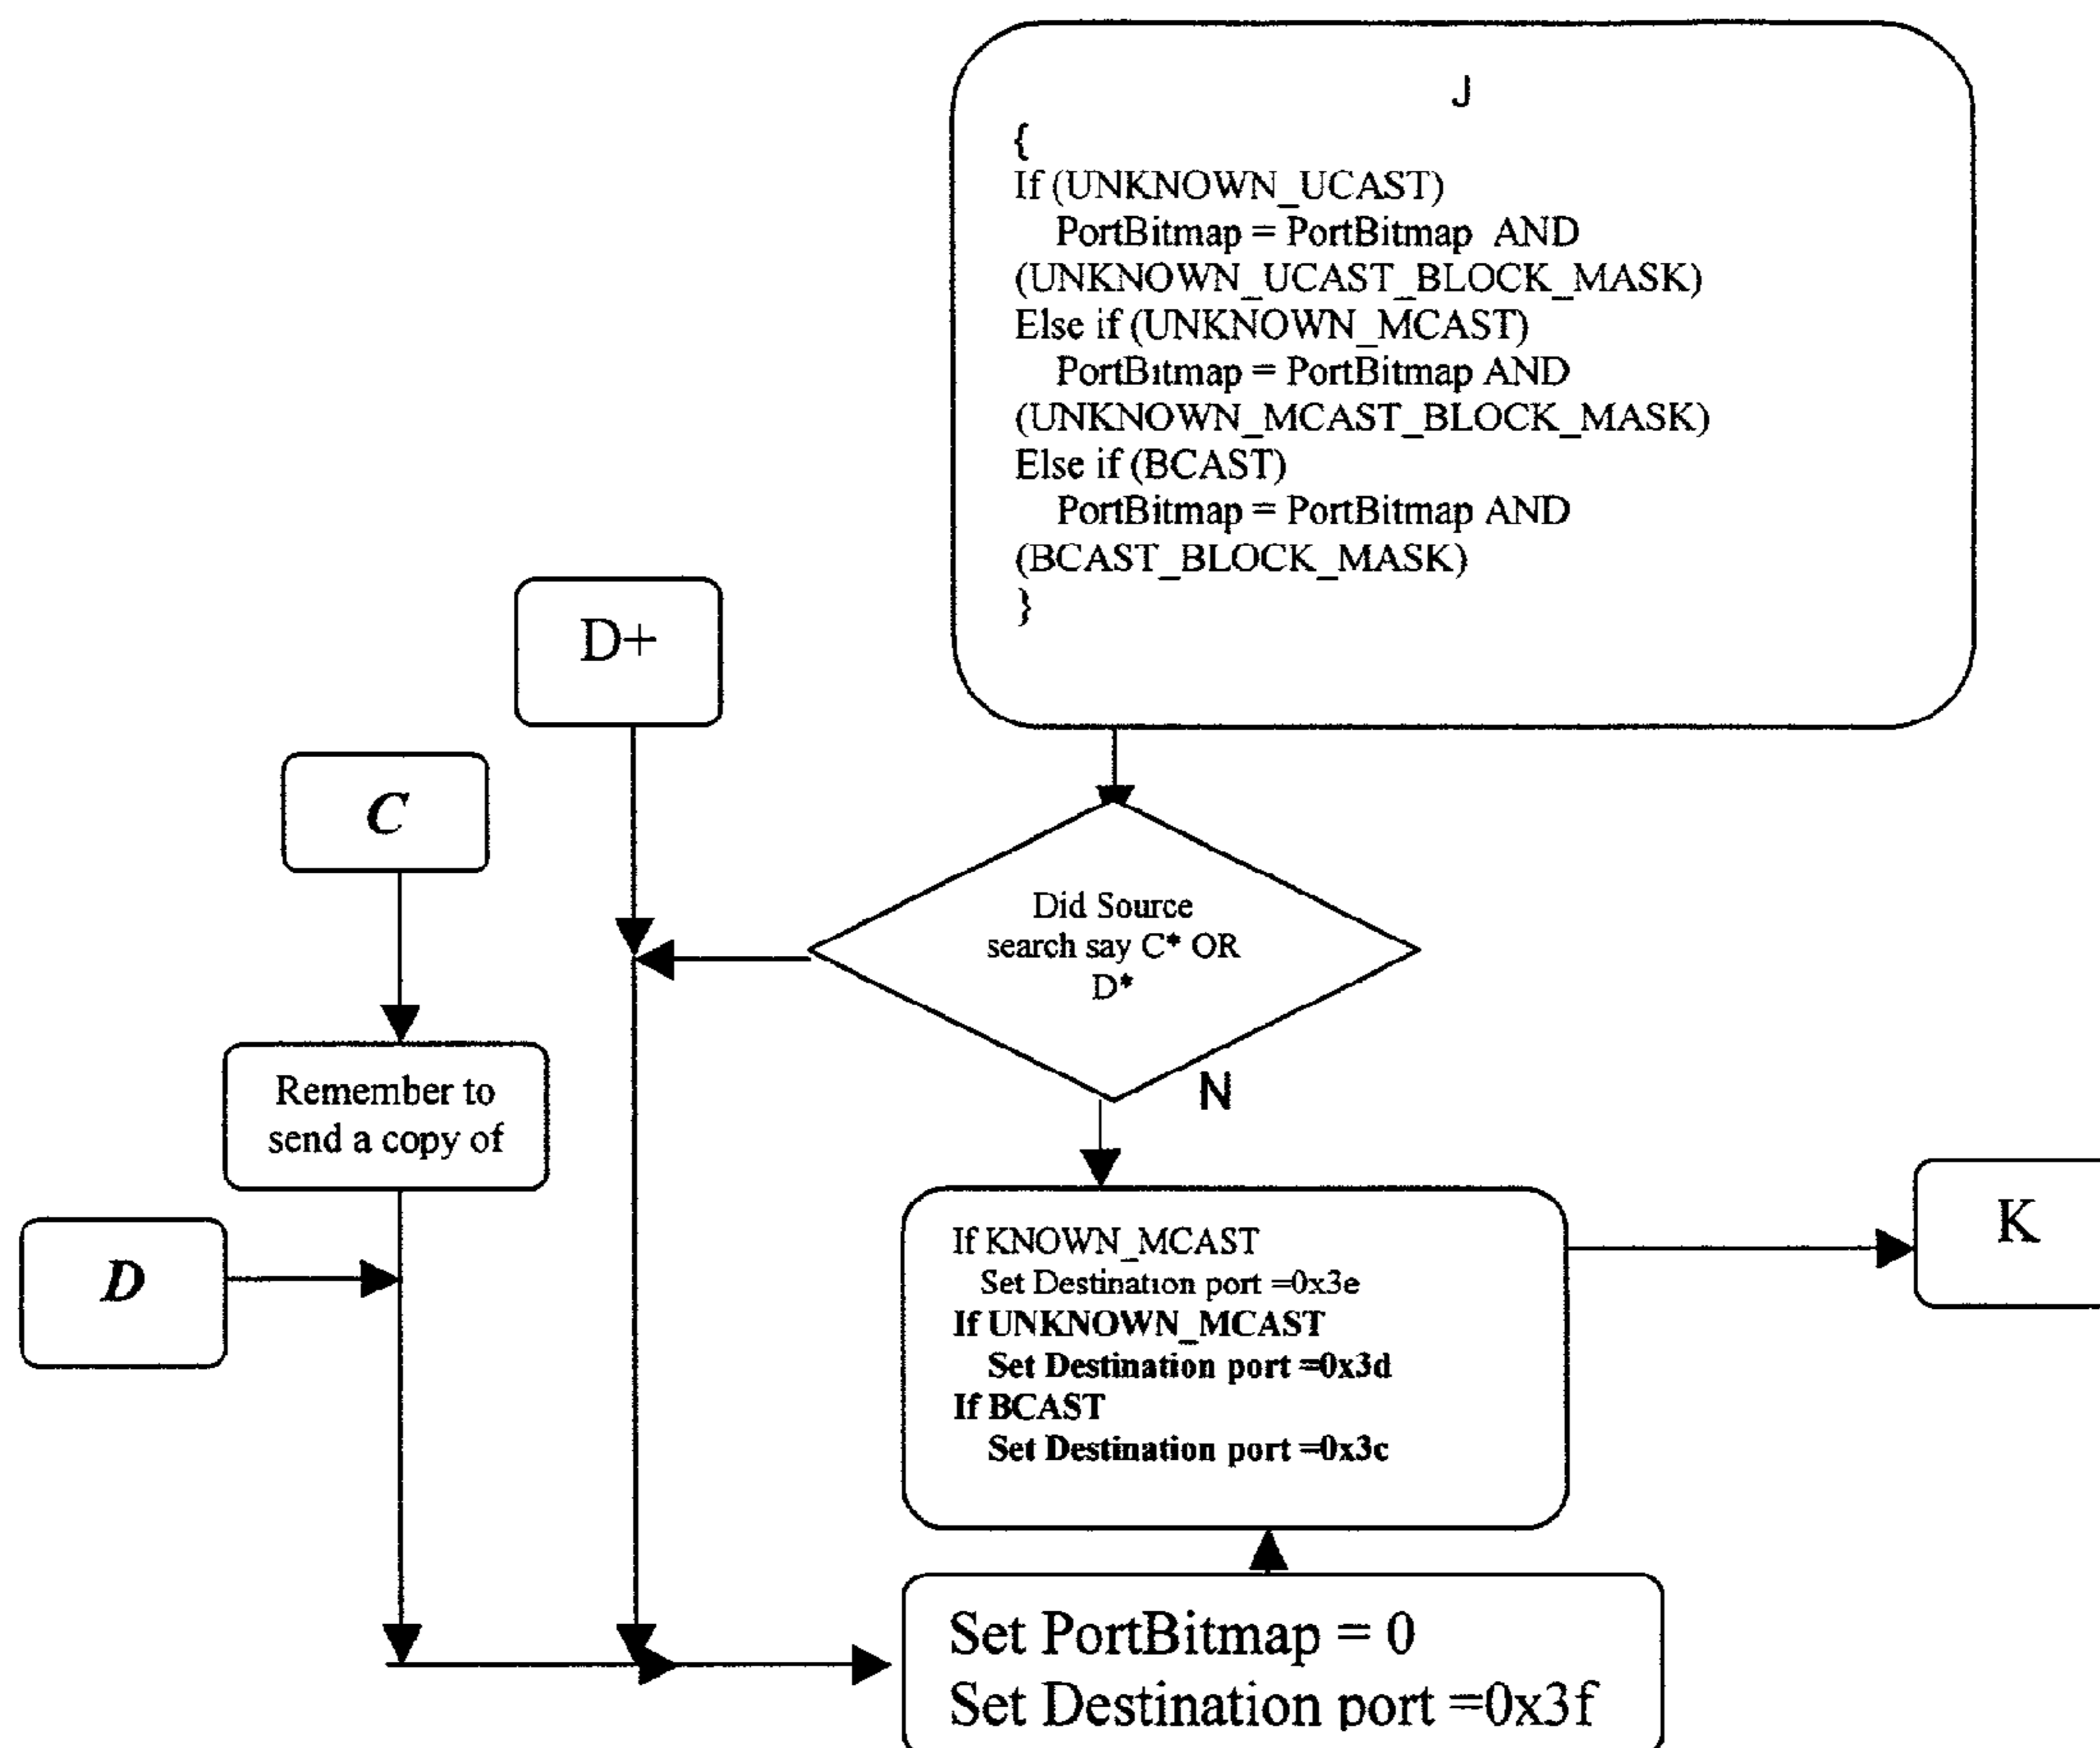 J
{
If (UNKNOWN_UCAST)
PortBitmap = PortBitmap AND
(UNKNOWN_UCAST_BLOCK_MASK)
Else if (UNKNOWN_MCAST)
PortBitmap = PortBitmap AND
(UNKNOWN_MCAST_BLOCK_MASK)
Else if (BCAST)
PortBitmap = PortBitmap AND
(BCAST_BLOCK_MASK)
}
D+
C
Did Source
search say C* OR
D*
N
Remember to
send a copy of
D
If KNOWN_MCAST
Set Destination port =0x3e
If UNKNOWN_MCAST
Set Destination port =0x3d
If BCAST
Set Destination port =0x3c
K
Set PortBitmap = 0
Set Destination port =0x3f